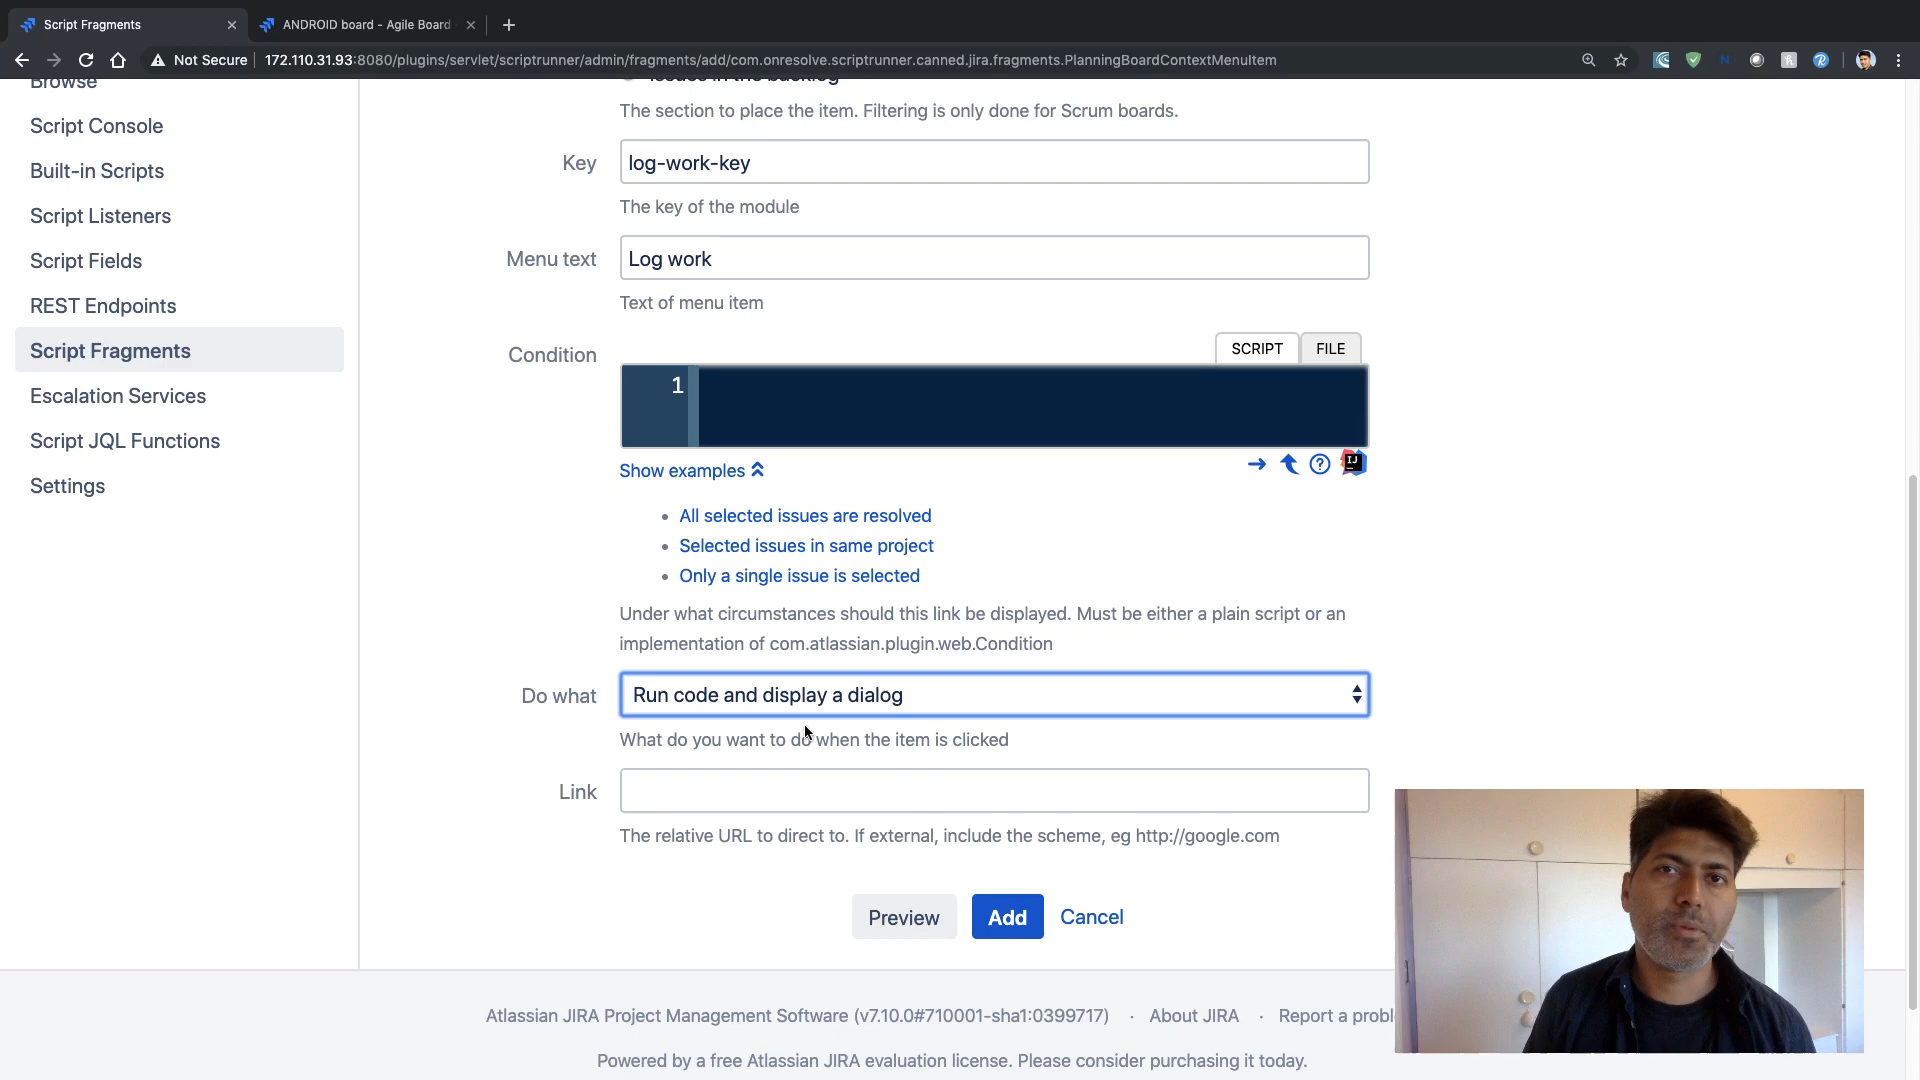 Script Fragments
ANDROID board - Agile Board
Not Secure
172.110.31.93:8080/plugins/servlet/scriptrunner/admin/fragments/add/com.onresolve.scriptrunner.canned.jira.fragments.PlanningBoardContextMenuItem
Browse
Script Console
Built-in Scripts
Script Listeners
Script Fields
REST Endpoints
Script Fragments
Escalation Services
Script JQL Functions
Settings
Issues in the backlog
The section to place the item. Filtering is only done for Scrum boards.
Key
log-work-key
The key of the module
Menu text
Log work
Text of menu item
Condition
SCRIPT
FILE
1
Show examples
IJ
All selected issues are resolved
Selected issues in same project
Only a single issue is selected
Under what circumstances should this link be displayed. Must be either a plain script or an
implementation of com.atlassian.plugin.web.Condition
Do what
Run code and display a dialog
What do you want to do when the item is clicked
Link
The relative URL to direct to. If external, include the scheme, eg http://google.com
Preview
Add
Cancel
Atlassian JIRA Project Management Software (v7.10.0#710001-sha1:0399717) · About JIRA · Report a probl
Powered by a free Atlassian JIRA evaluation license. Please consider purchasing it today.